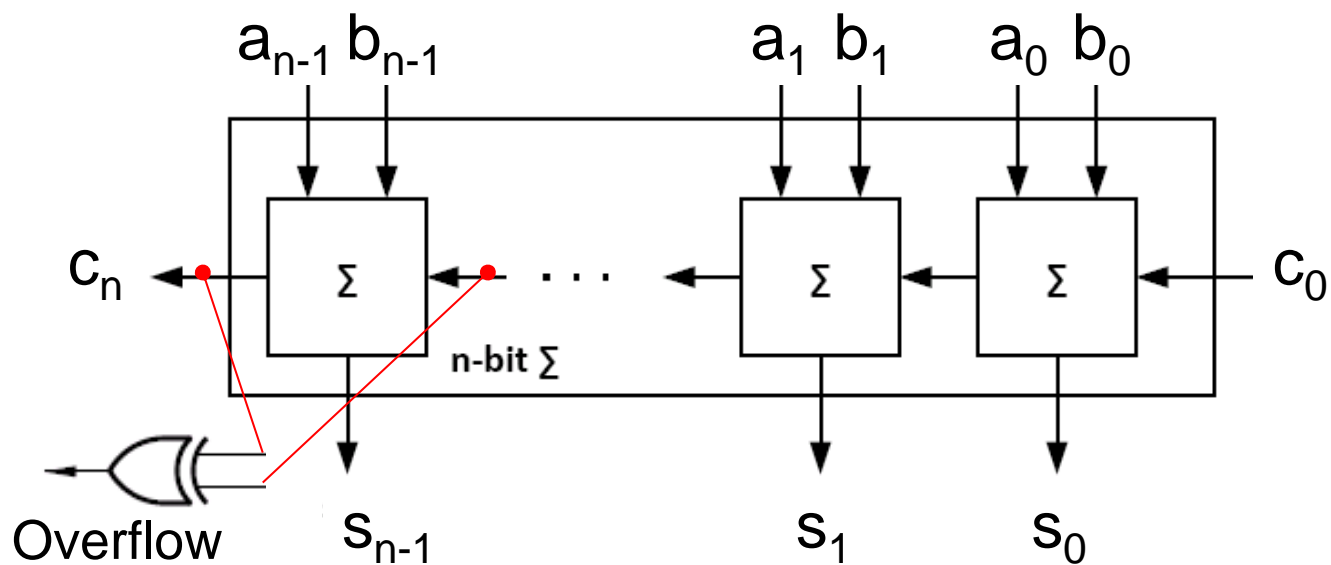 aₙ₋₁ bₙ₋₁ a₁ b₁ a₀ b₀
cₙ Σ . . . Σ Σ c₀
n-bit Σ
Overflow sₙ₋₁ s₁ s₀